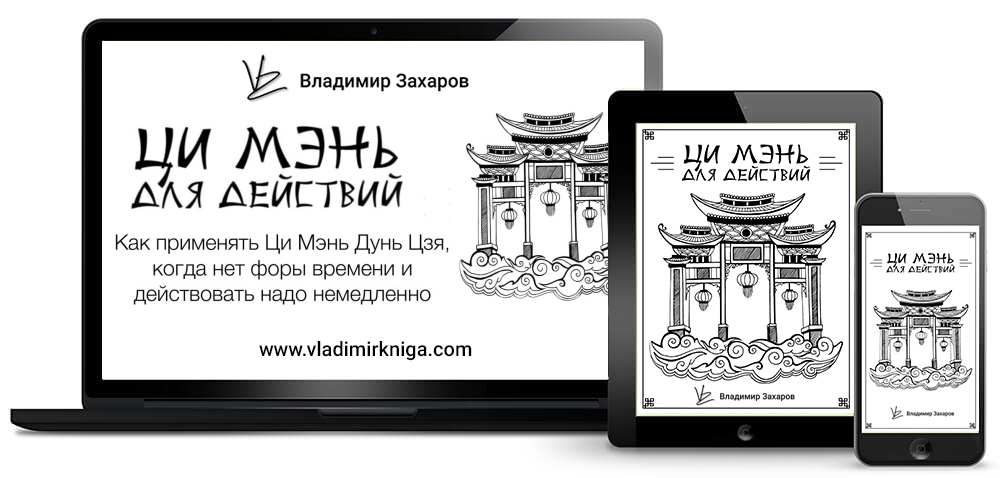 Владимир Захаров
ЦИ МЭНЬ
ДЛЯ ДЕЙСТВИЙ
Как применять Ци Мэнь Дунь Цзя,
когда нет форы времени и
действовать надо немедленно
www.vladimirkniga.com
ЦИ МЭНЬ
ДЛЯ ДЕЙСТВИЙ
Владимир Захаров
ЦИ МЭНЬ
ДЛЯ ДЕЙСТВИЙ
Владимир Захаров